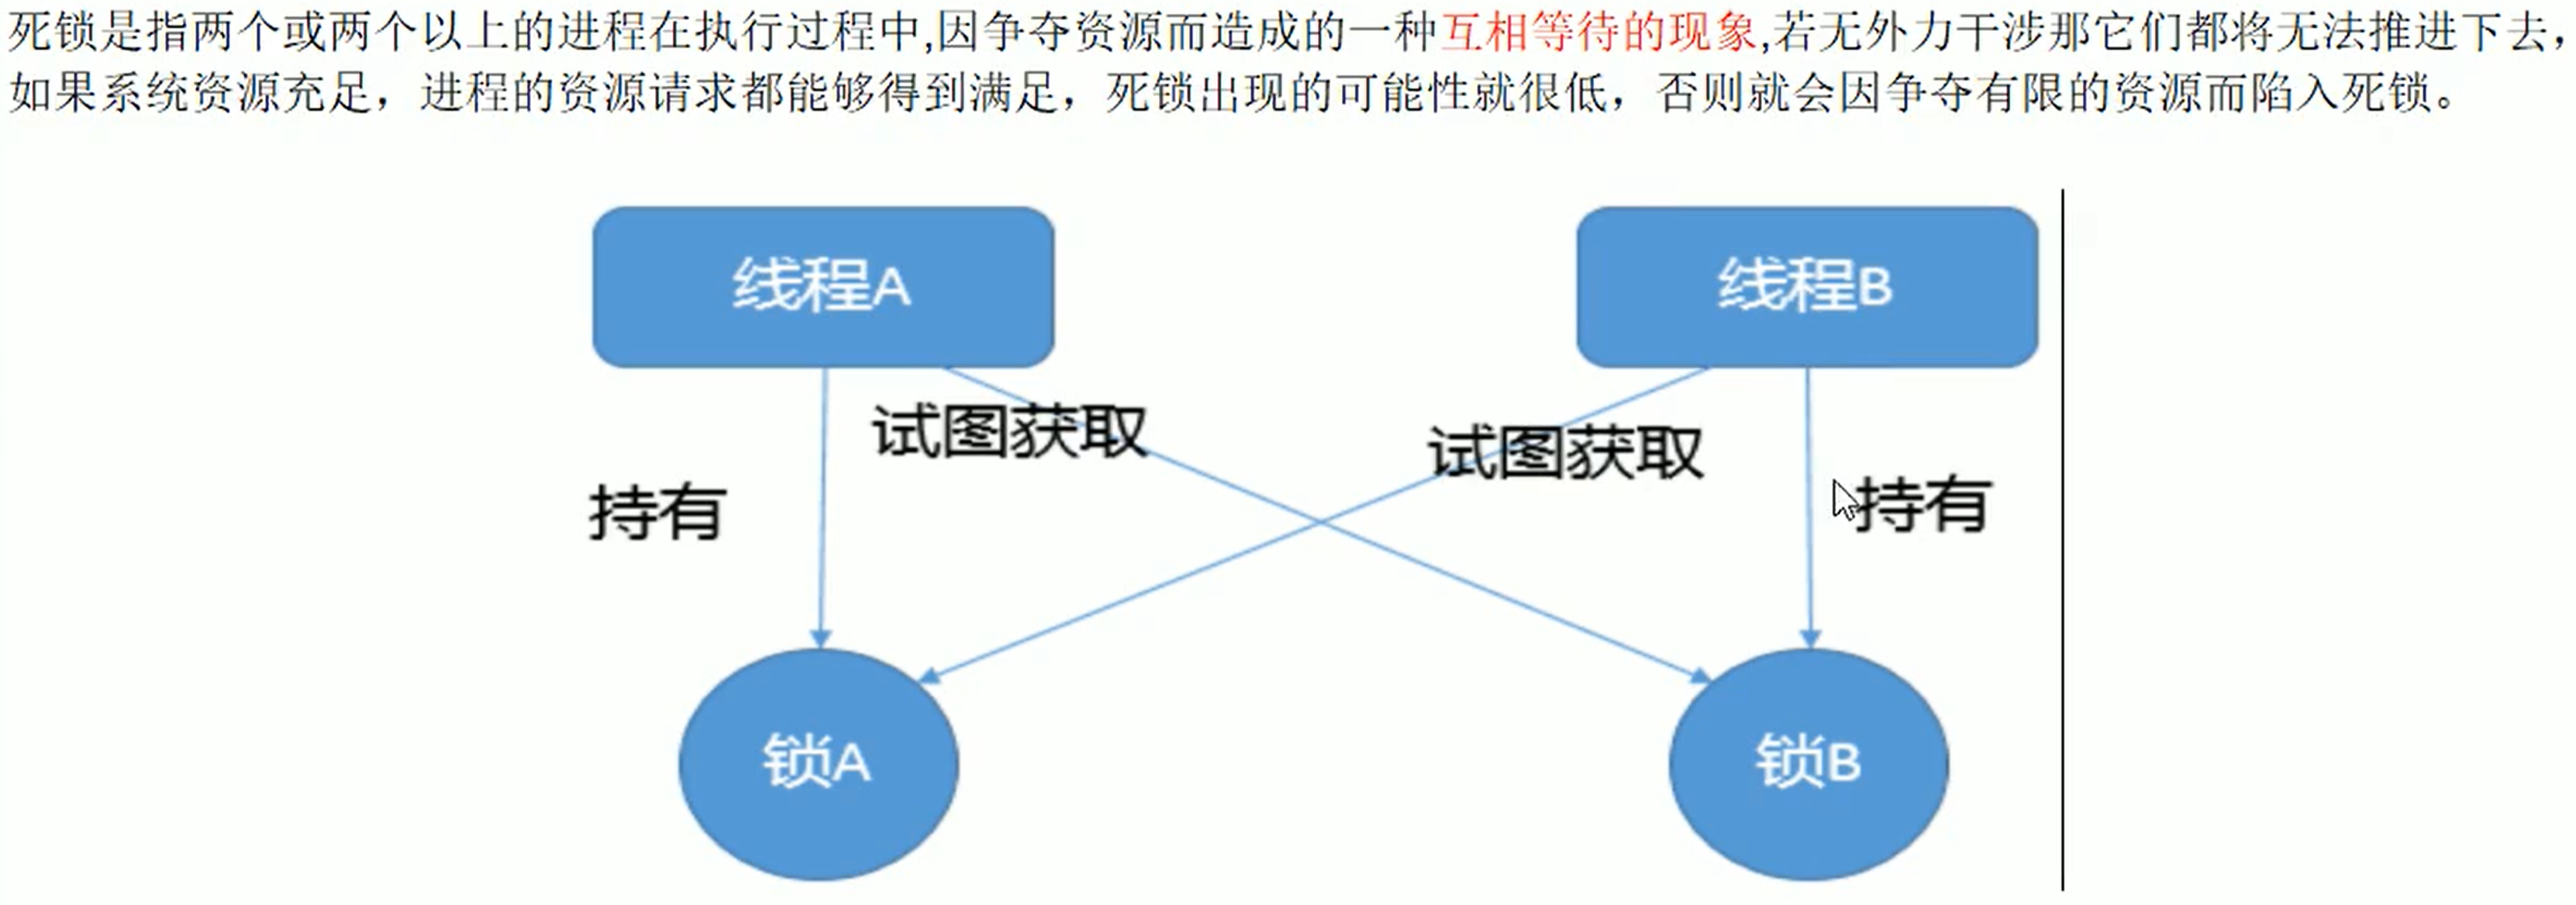 死锁是指两个或两个以上的进程在执行过程中,因争夺资源而造成的一种互相等待的现象,若无外力干涉那它们都将无法推进下去,
如果系统资源充足，进程的资源请求都能够得到满足，死锁出现的可能性就很低，否则就会因争夺有限的资源而陷入死锁。
线程A
线程B
试图获取
试图获取
持有
持有
锁A
锁B